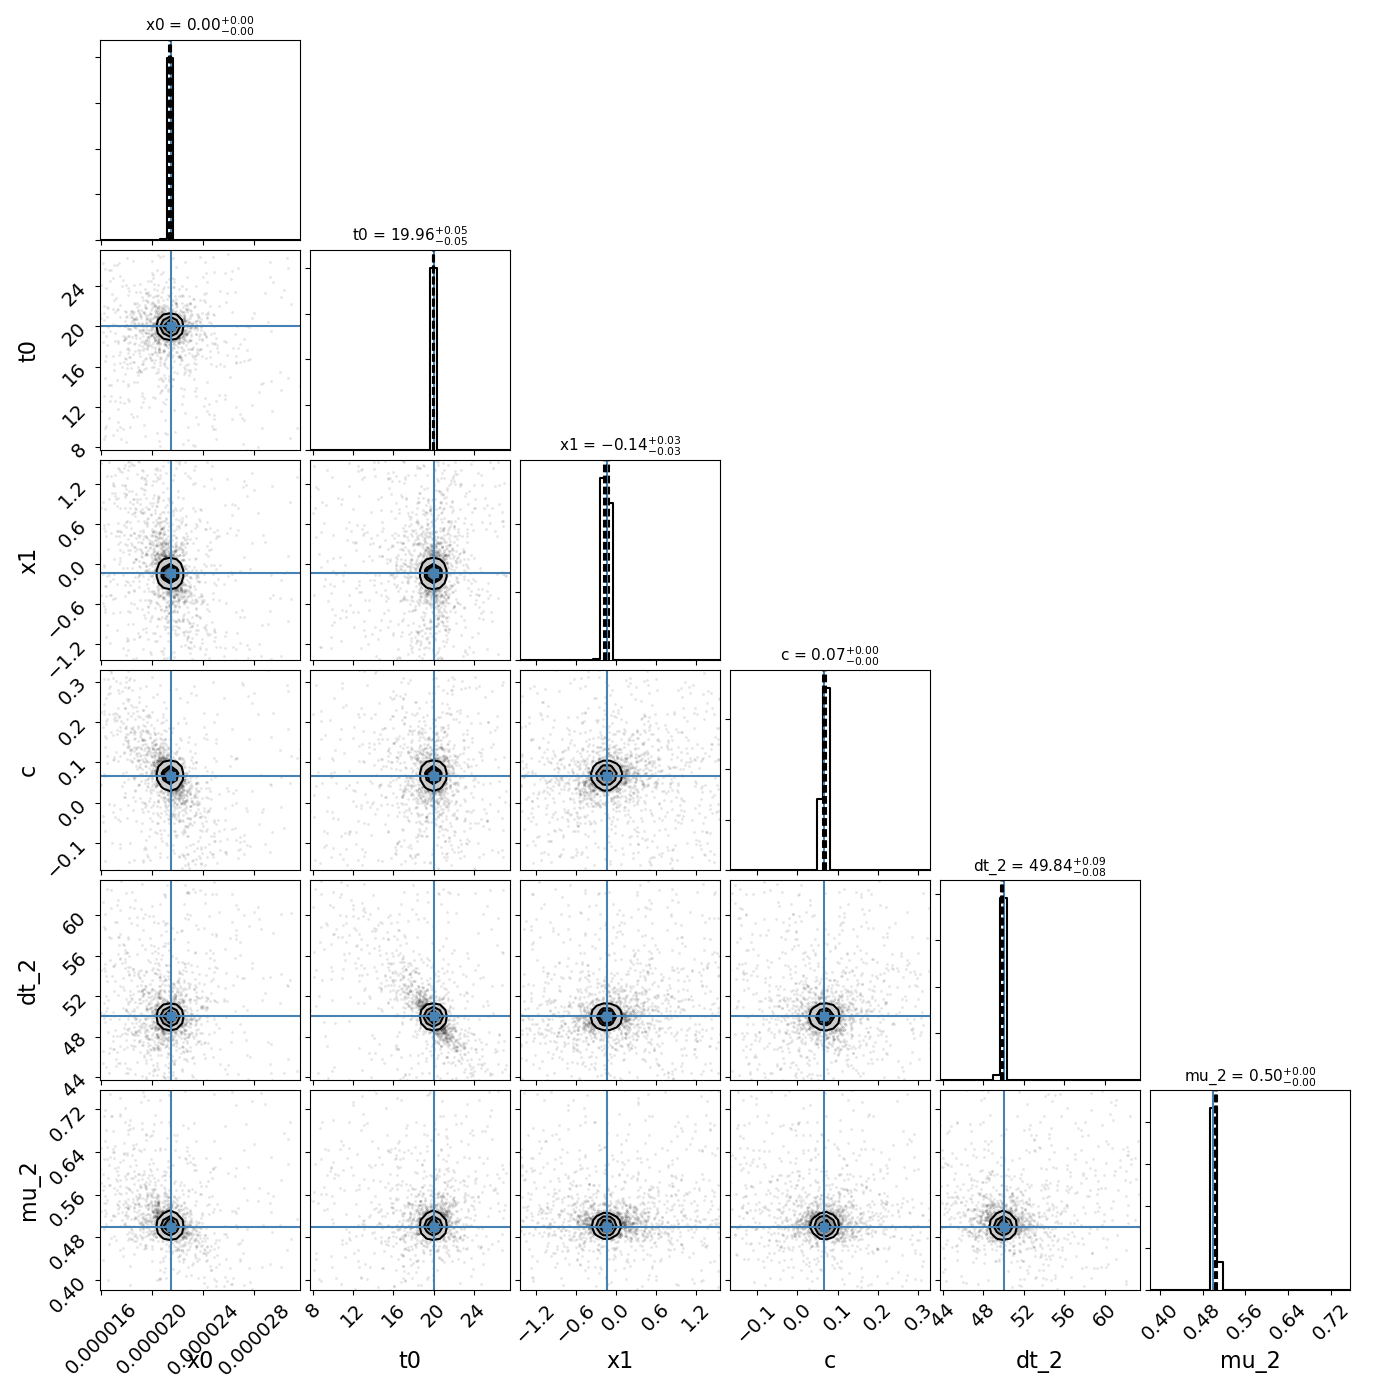 x0 = 0.00+0.00−0.00
t0 = 19.96+0.05−0.05
24
20
16
12
8
t0
x1 = −0.14+0.03−0.03
1.2
0.6
0.0
−0.6
−1.2
x1
c = 0.07+0.00−0.00
0.3
0.2
0.1
0.0
−0.1
c
dt_2 = 49.84+0.09−0.08
60
56
52
48
44
dt_2
mu_2 = 0.50+0.00−0.00
0.72
0.64
0.56
0.48
0.40
mu_2
0.000016 0.000020 0.000024 0.000028
8 12 16 20 24
−1.2 −0.6 0.0 0.6 1.2
−0.1 0.0 0.1 0.2 0.3
44 48 52 56 60
0.40 0.48 0.56 0.64 0.72
x0 t0 x1 c dt_2 mu_2